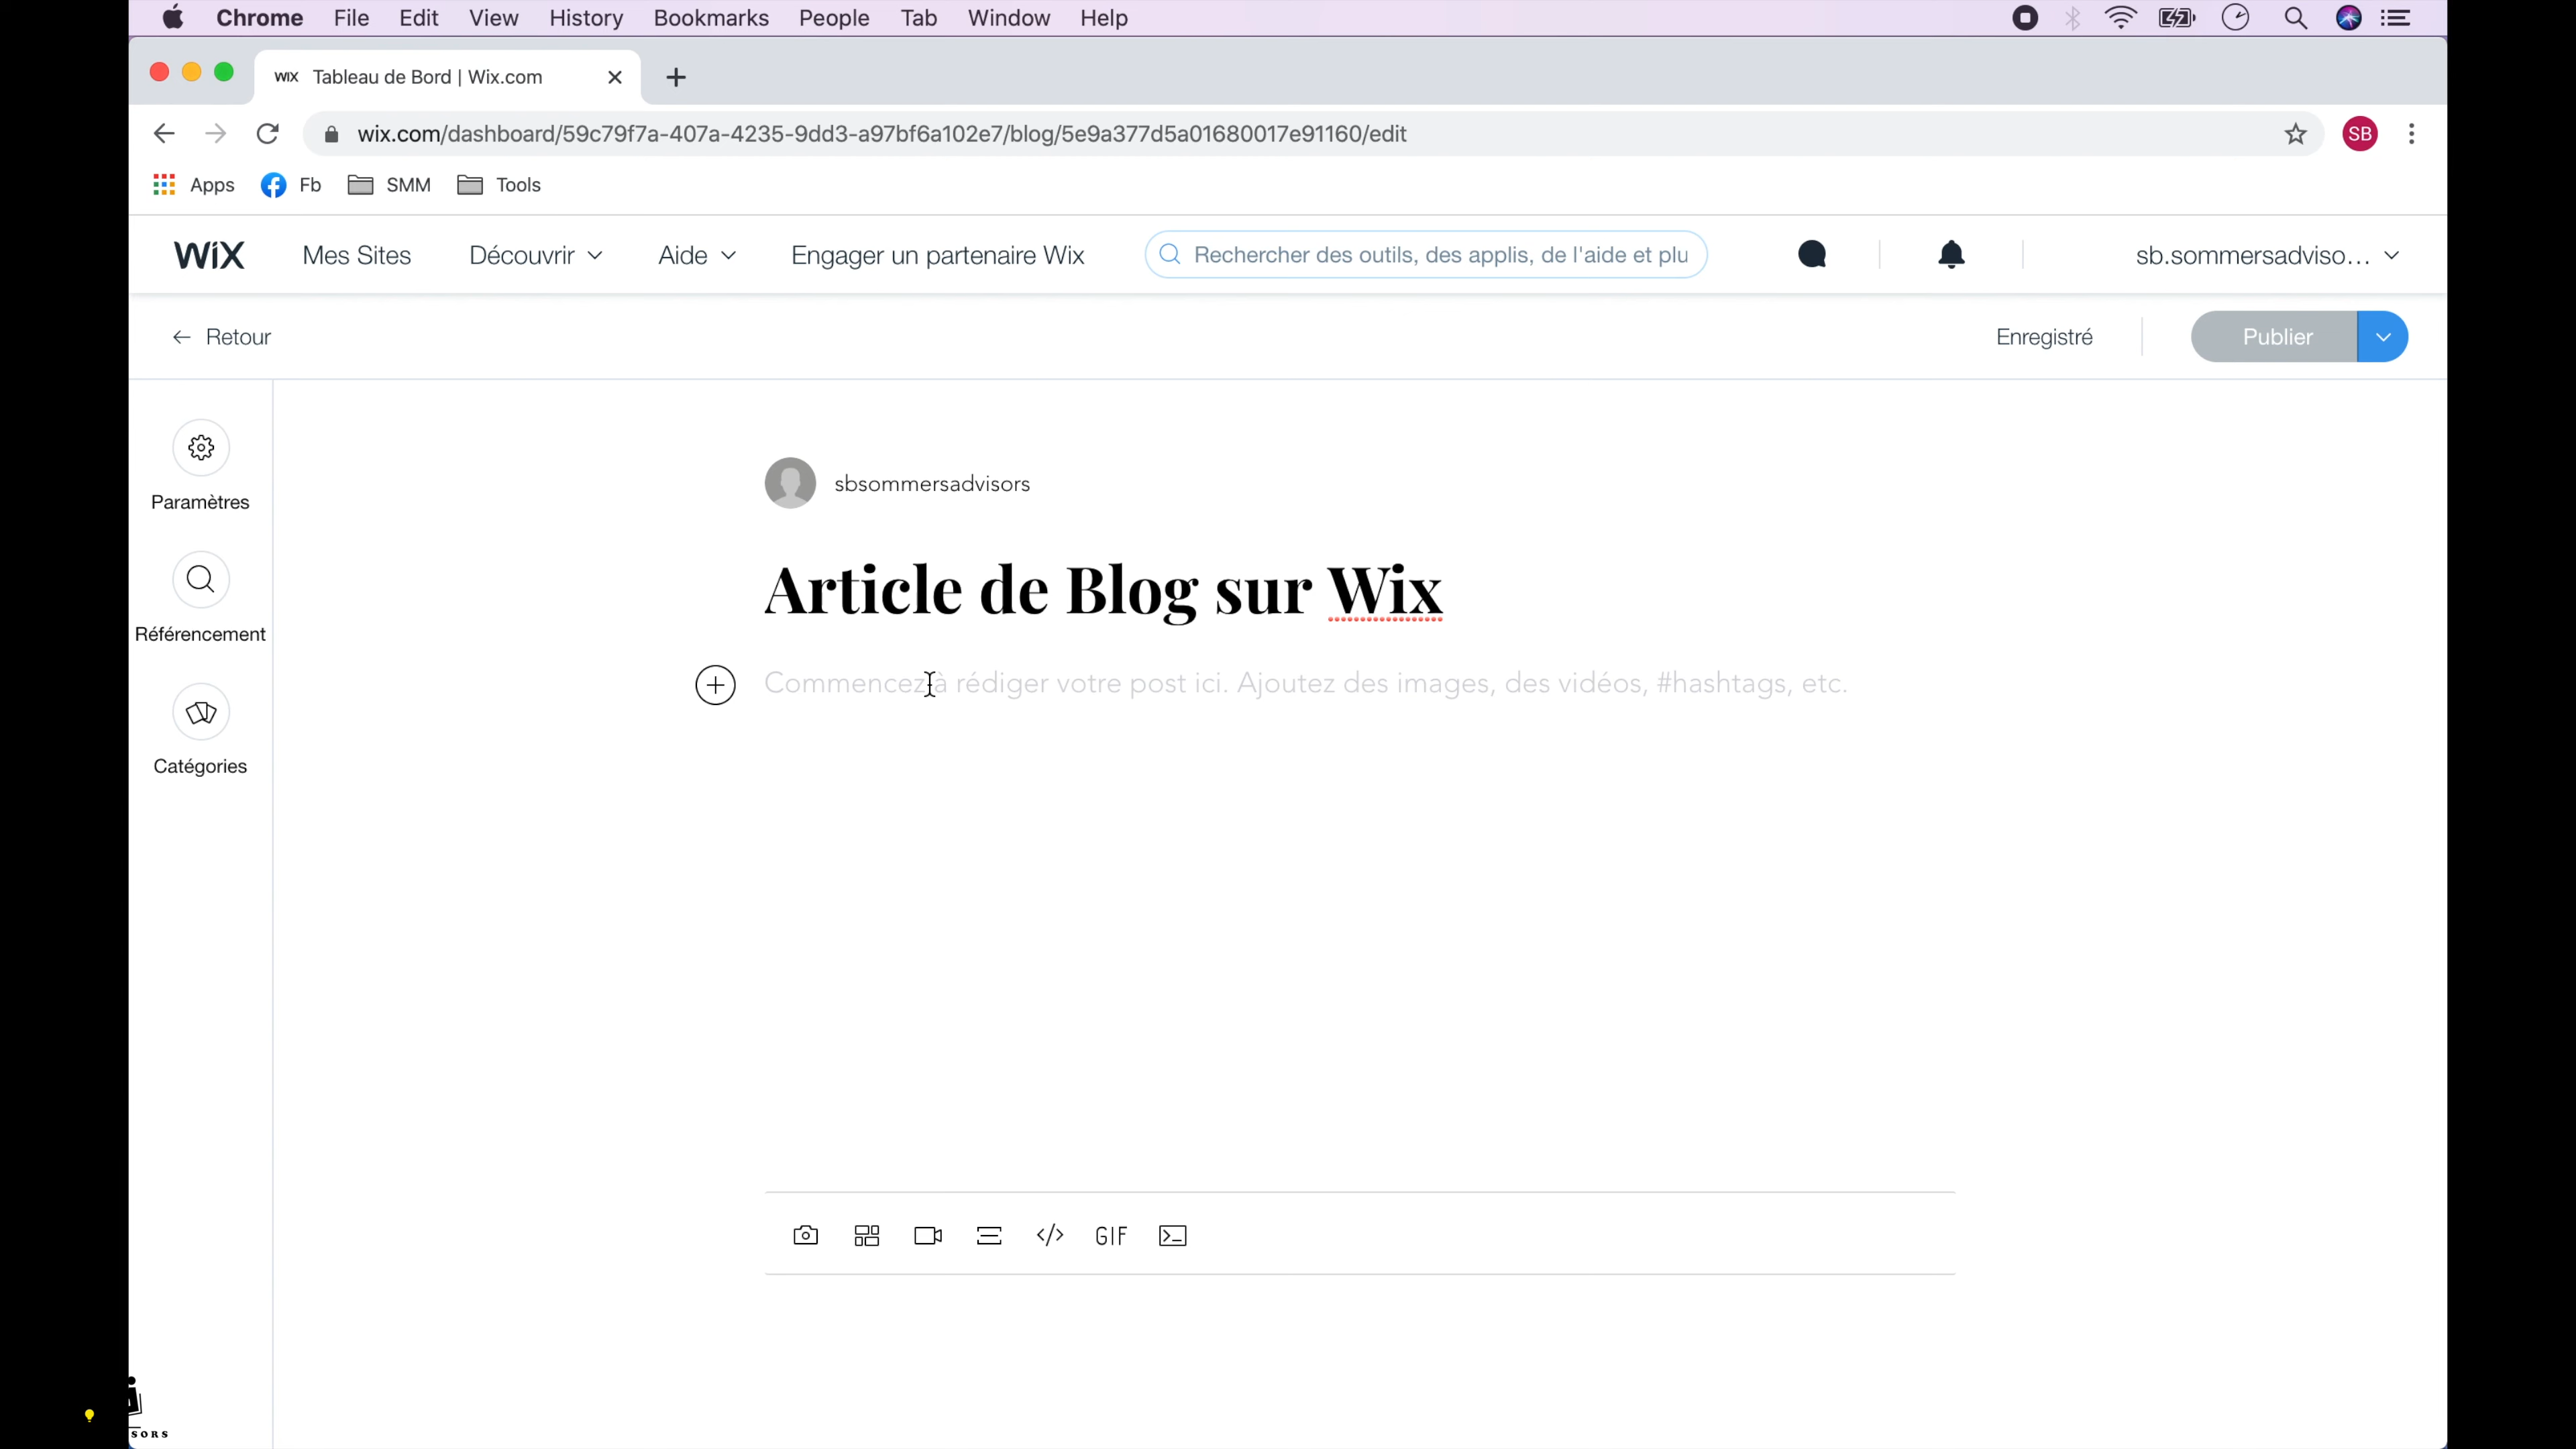 Chrome File Edit View History Bookmarks People Tab Window Help
WiX Tableau de Bord | Wix.com
wix.com/dashboard/59c79f7a-407a-4235-9dd3-a97bf6a102e7/blog/5e9a377d5a01680017e91160/edit
SB
Apps Fb SMM Tools
WiX Mes Sites Découvrir Aide Engager un partenaire Wix Rechercher des outils, des applis, de l'aide et plu sb.sommersadviso...
Retour Enregistré Publier
Paramètres
Référencement
Catégories
sbsommersadvisors
Article de Blog sur Wix
Commencez à rédiger votre post ici. Ajoutez des images, des vidéos, #hashtags, etc.
</> GIF
SORS